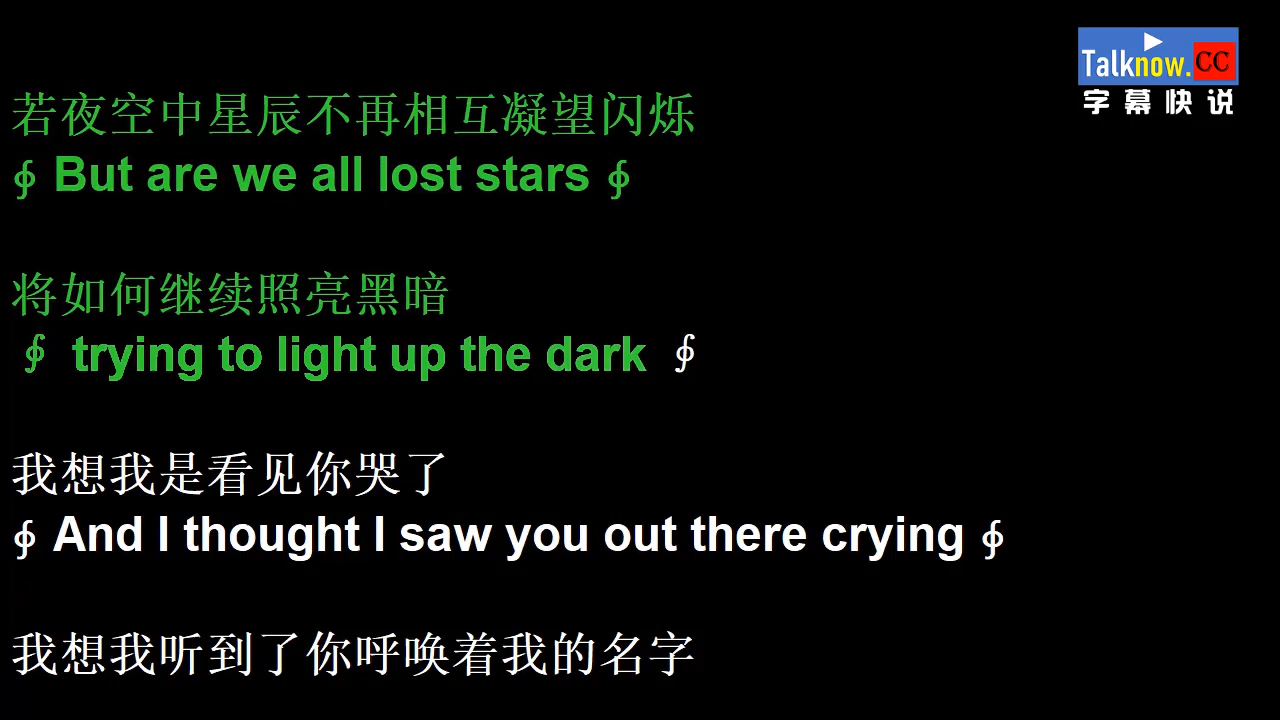 Talknow.CC
字幕快说
若夜空中星辰不再相互凝望闪烁
∮ But are we all lost stars ∮
将如何继续照亮黑暗
∮ trying to light up the dark ∮
我想我是看见你哭了
∮ And I thought I saw you out there crying ∮
我想我听到了你呼唤着我的名字